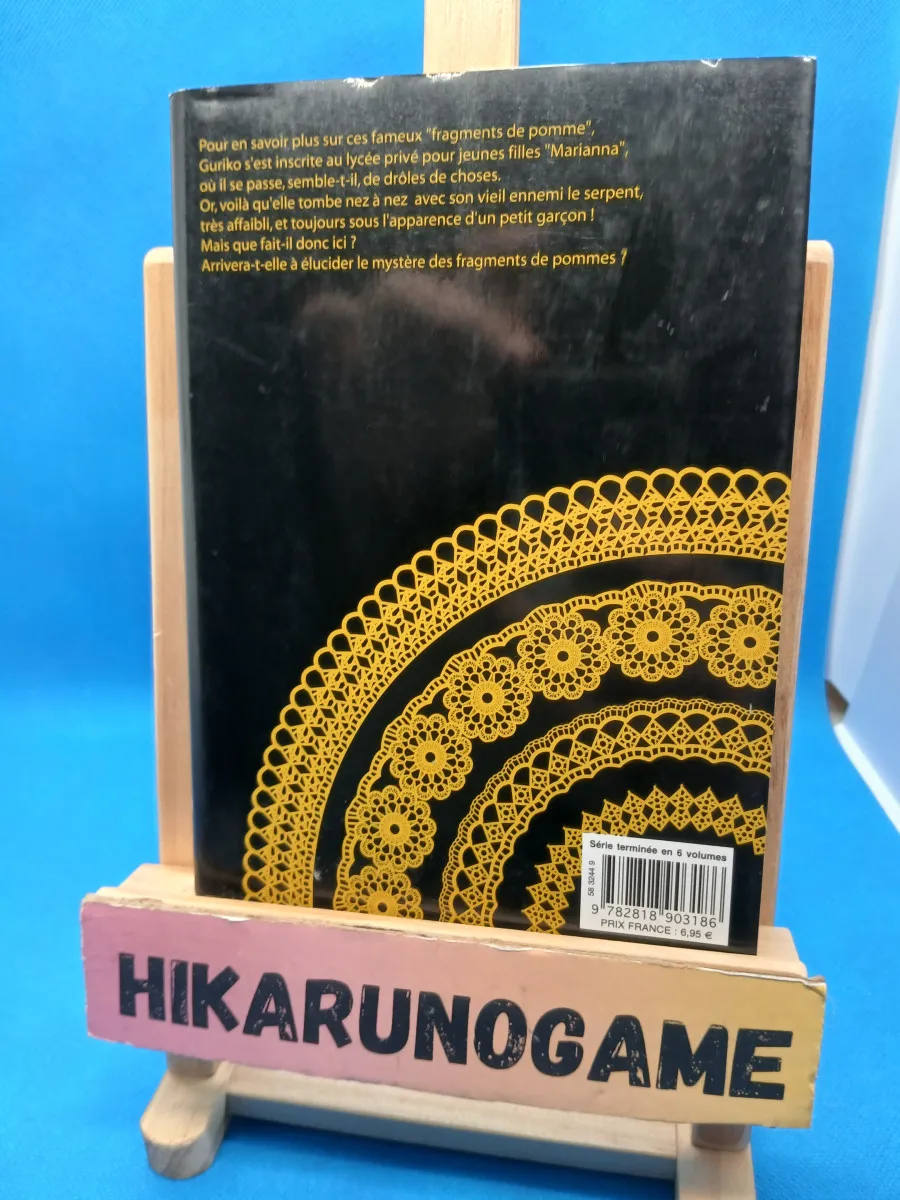 Pour en savoir plus sur ces fameux "fragments de pomme",
Guriko s'est inscrite au lycée privé pour jeunes filles "Marianna",
où il se passe, semble-t-il, de drôles de choses.
Or, voilà qu'elle tombe nez à nez avec son vieil ennemi le serpent,
très affaibli, et toujours sous l'apparence d'un petit garçon !
Mais que fait-il donc ici ?
Arrivera-t-elle à élucider le mystère des fragments de pommes ?
Série terminée en 6 volumes
58 3244 9
9 782818 903186
PRIX FRANCE : 6,95 €
HIKARUNOGAME